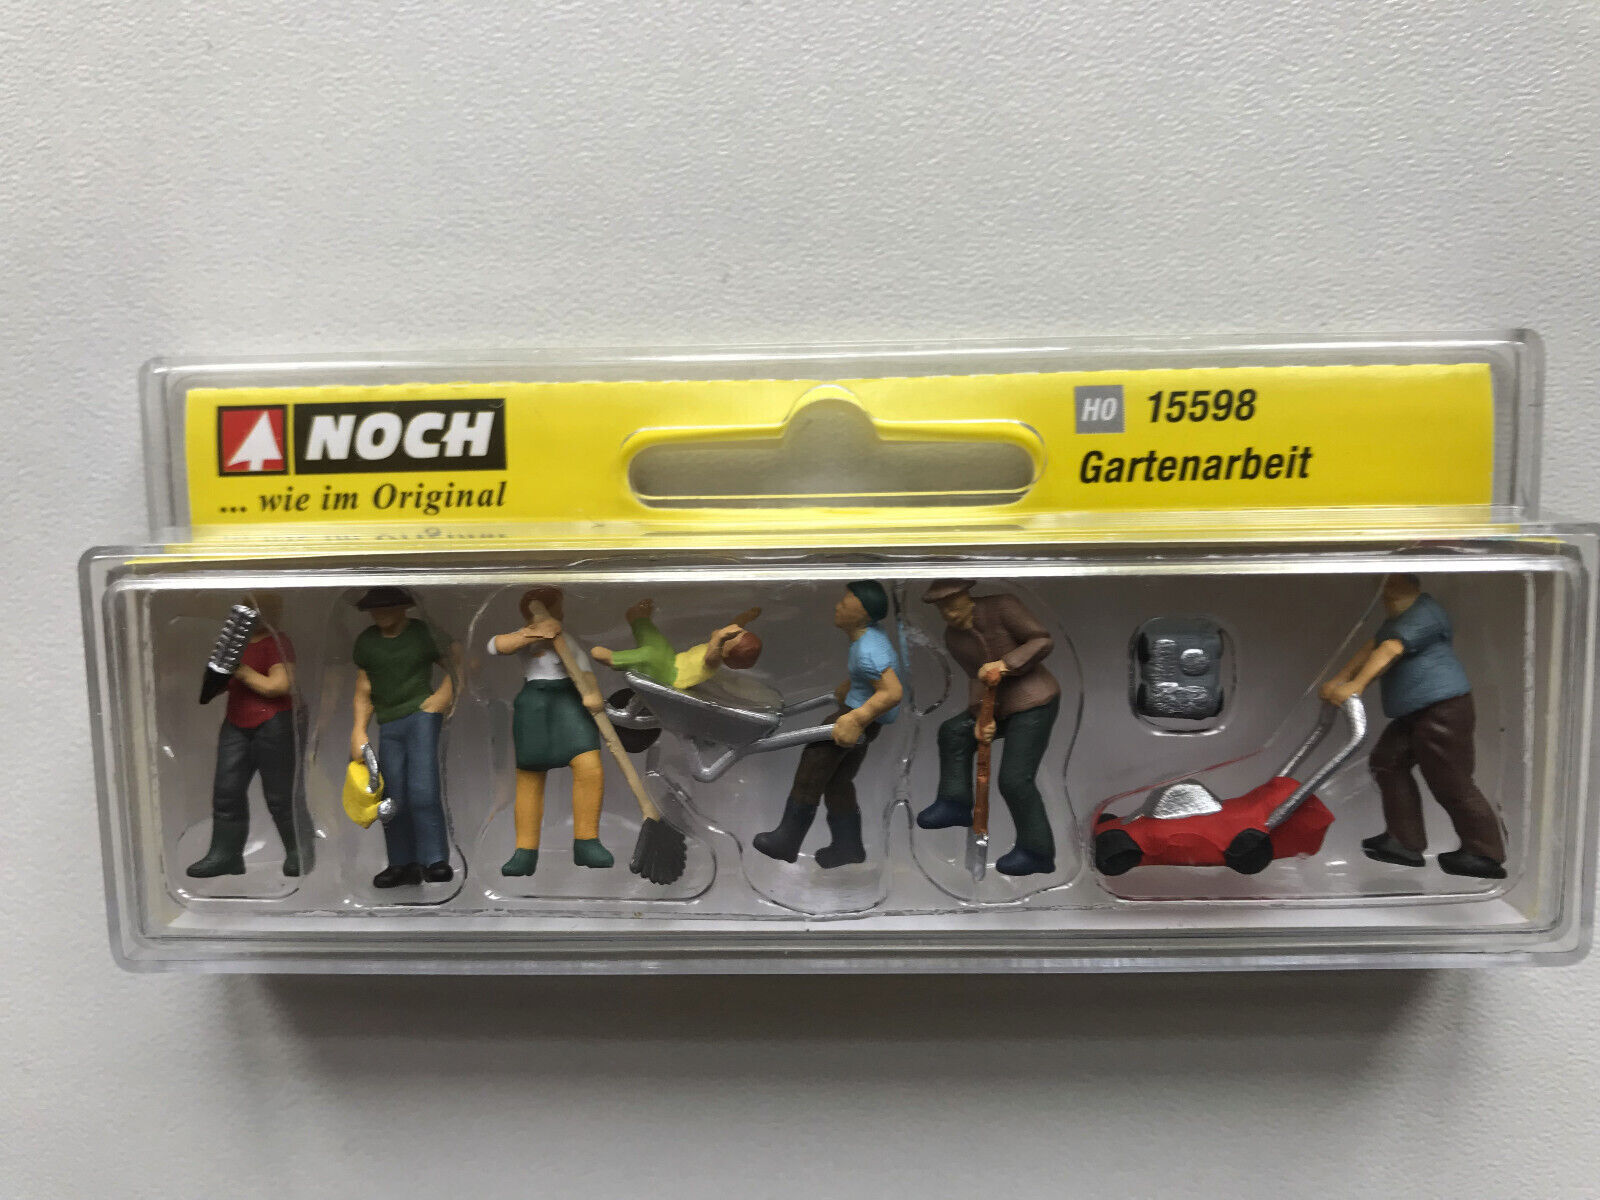 NOCH
... wie im Original
H0 15598
Gartenarbeit